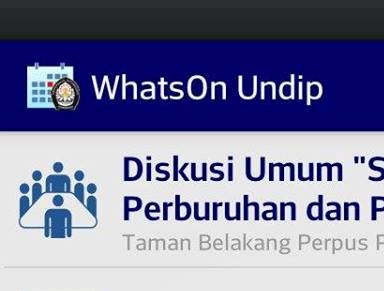 WhatsOn Undip
Diskusi Umum "S
Perburuhan dan P
Taman Belakang Perpus F